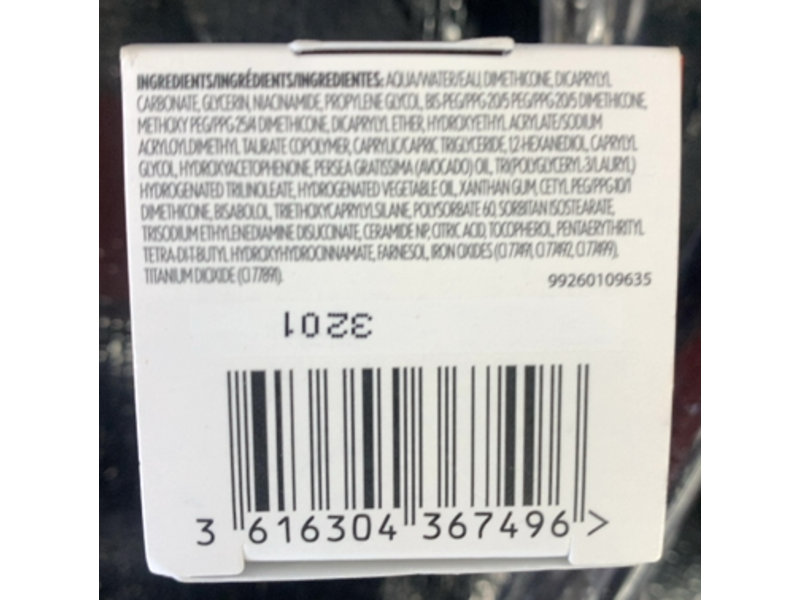 INGREDIENTS/INGRÉDIENTS/INGREDIENTES: AQUA/WATER/EAU, DIMETHICONE, DICAPRYLYL
CARBONATE, GLYCERIN, NIACINAMIDE, PROPYLENE GLYCOL, BIS-PEG/PPG-20/5 PEG/PPG-20/5 DIMETHICONE,
METHOXY PEG/PPG-25/4 DIMETHICONE, DICAPRYLYL ETHER, HYDROXYETHYL ACRYLATE/SODIUM
ACRYLOYLDIMETHYL TAURATE COPOLYMER, CAPRYLIC/CAPRIC TRIGLYCERIDE, 1,2-HEXANEDIOL, CAPRYLYL
GLYCOL, HYDROXYACETOPHENONE, PERSEA GRATISSIMA (AVOCADO) OIL, TRI(POLYGLYCERYL-3/LAURYL)
HYDROGENATED TRILINOLEATE, HYDROGENATED VEGETABLE OIL, XANTHAN GUM, CETYL PEG/PPG-10/1
DIMETHICONE, BISABOLOL, TRIETHOXYCAPRYLYLSILANE, POLYSORBATE 60, SORBITAN ISOSTEARATE,
TRISODIUM ETHYLENEDIAMINE DISUCCINATE, CERAMIDE NP, CITRIC ACID, TOCOPHEROL, PENTAERYTHRITYL
TETRA-DI-T-BUTYL HYDROXYHYDROCINNAMATE, FARNESOL, IRON OXIDES (CI 77491, CI 77492, CI 77499),
TITANIUM DIOXIDE (CI 77891).
99260109635
3201
3 616304 367496 >